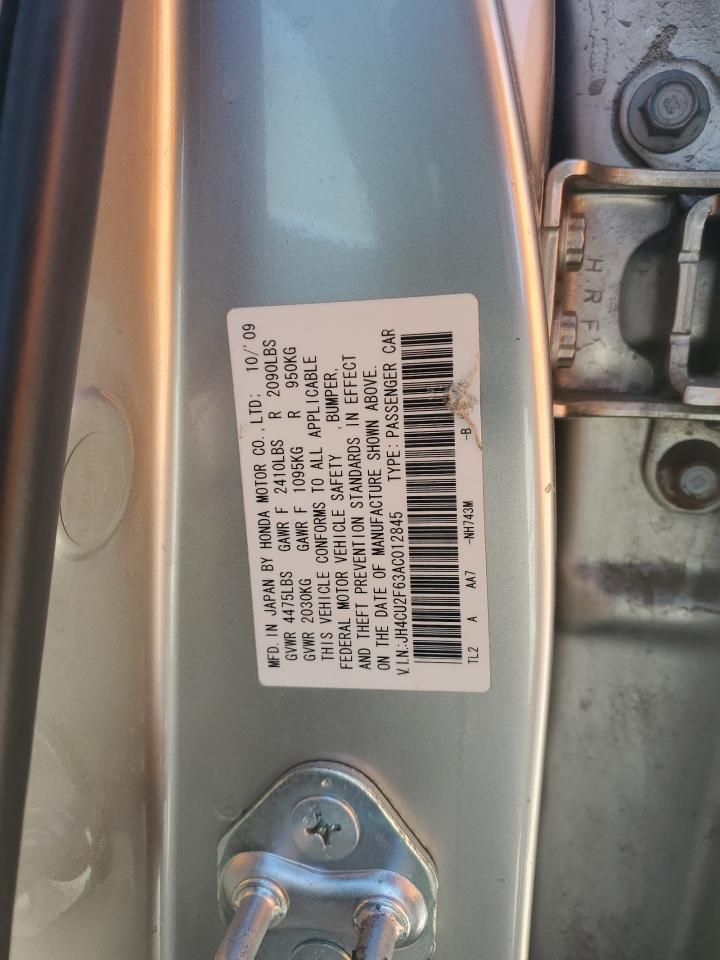 MFD. IN JAPAN BY HONDA MOTOR CO., LTD; 10/'09
GVWR 4475LBS GAWR F 2410LBS R 2090LBS
GVWR 2030KG GAWR F 1095KG R 950KG
THIS VEHICLE CONFORMS TO ALL APPLICABLE
FEDERAL MOTOR VEHICLE SAFETY ,BUMPER,
AND THEFT PREVENTION STANDARDS IN EFFECT
ON THE DATE OF MANUFACTURE SHOWN ABOVE.
V.I.N:JH4CU2F63AC012845 TYPE: PASSENGER CAR
TL2 A AA7 -NH743M -B
HRF